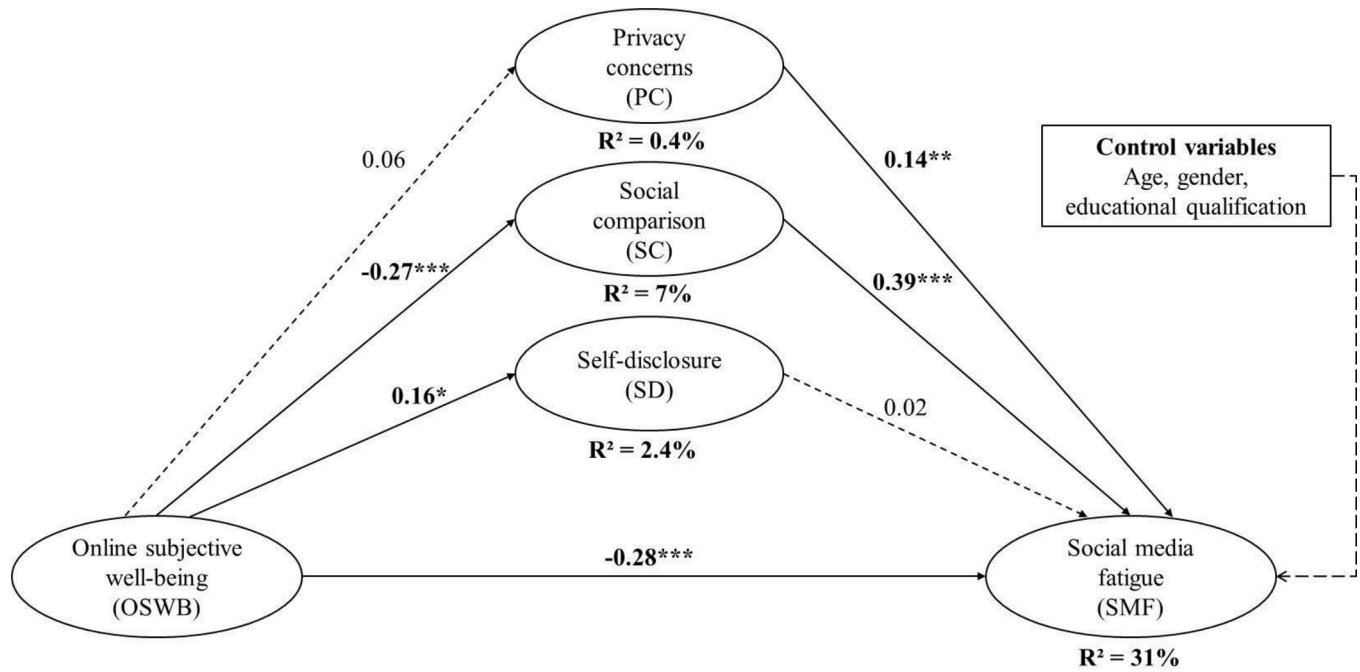 Privacy
concerns
(PC)
R² = 0.4%
0.06
0.14**
Control variables
Age, gender,
educational qualification
Social
comparison
(SC)
R² = 7%
-0.27***
0.39***
Self-disclosure
(SD)
R² = 2.4%
0.16*
0.02
Online subjective
well-being
(OSWB)
-0.28***
Social media
fatigue
(SMF)
R² = 31%